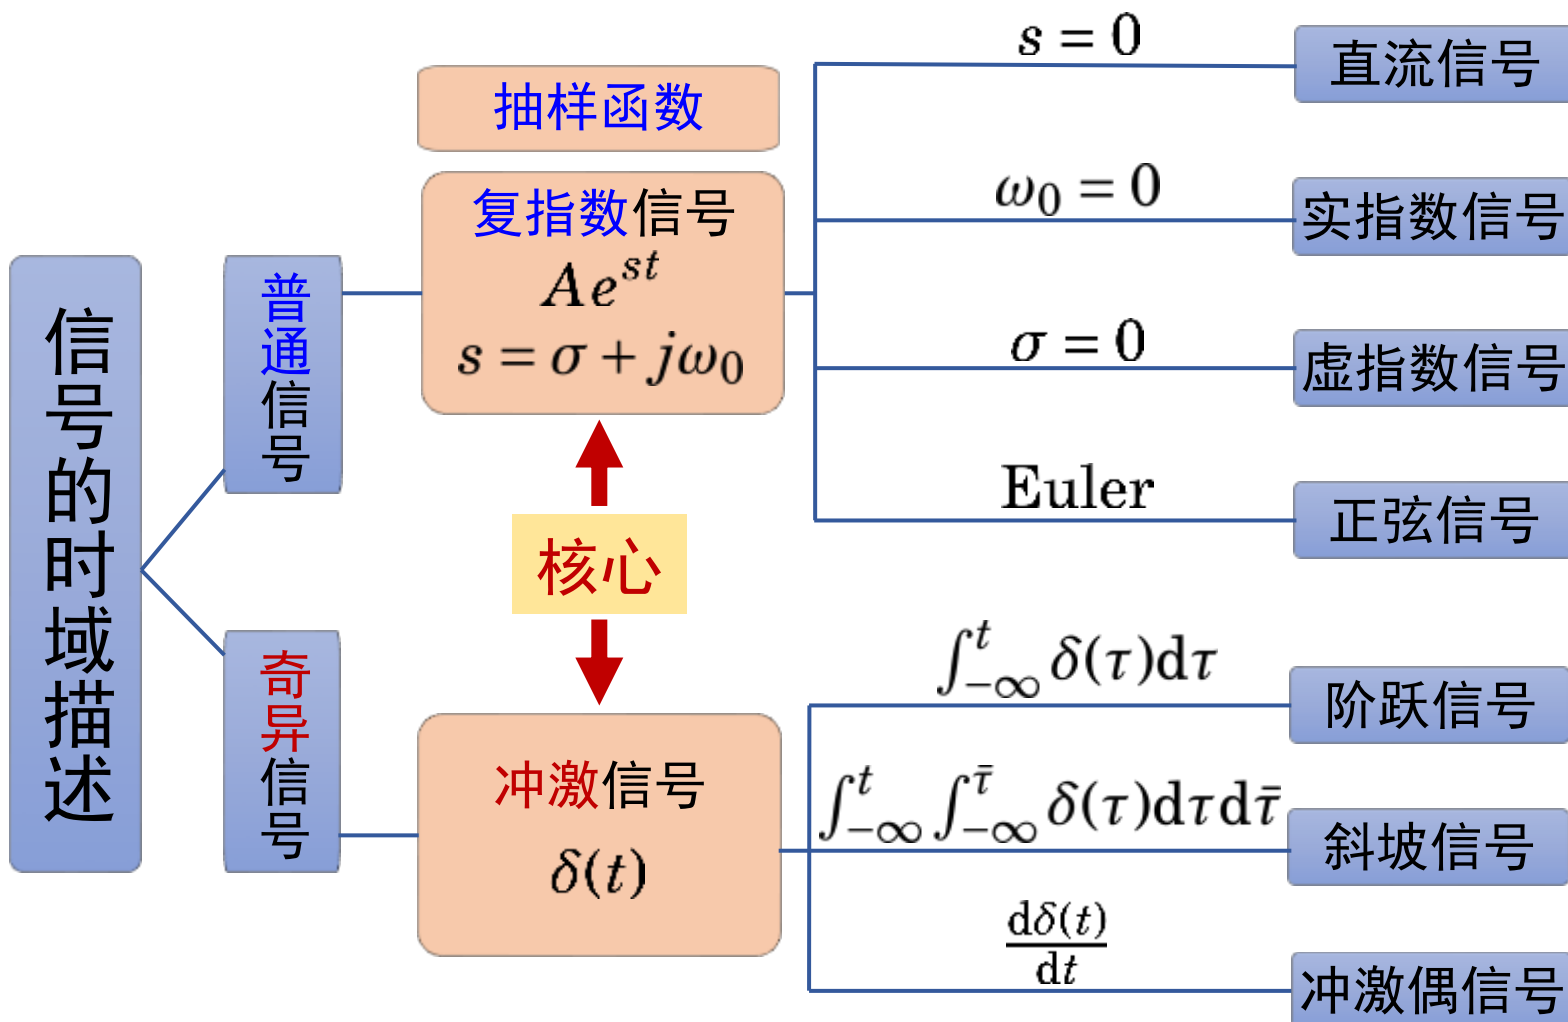 信号的时域描述
普通信号
奇异信号
抽样函数
复指数信号
Ae^{st}
s = σ + jω₀
核心
冲激信号
δ(t)
s = 0
直流信号
ω₀ = 0
实指数信号
σ = 0
虚指数信号
Euler
正弦信号
∫_{-∞}^{t} δ(τ)dτ
阶跃信号
∫_{-∞}^{t} ∫_{-∞}^{τ̄} δ(τ)dτdτ̄
斜坡信号
dδ(t)/dt
冲激偶信号